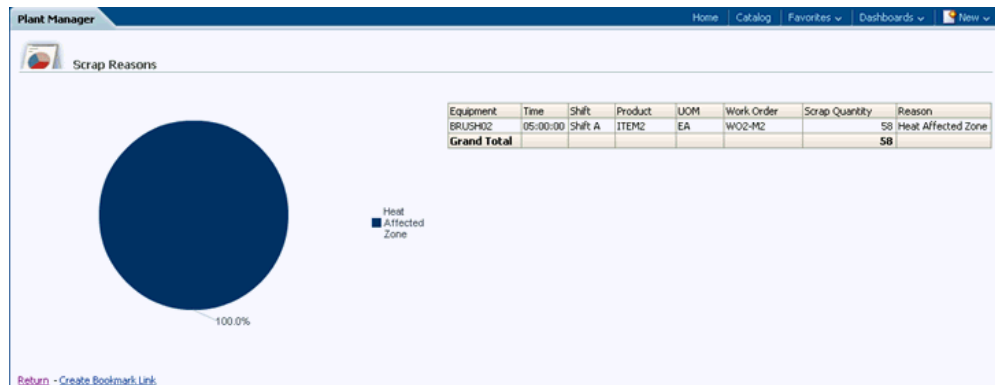 Plant Manager Home Catalog Favorites Dashboards New
Scrap Reasons
Equipment Time Shift Product UOM Work Order Scrap Quantity Reason
BRUSH02 05:00:00 Shift A ITEM2 EA WO2-M2 58 Heat Affected Zone
Grand Total 58
Heat
Affected
Zone
100.0%
Return - Create Bookmark Link